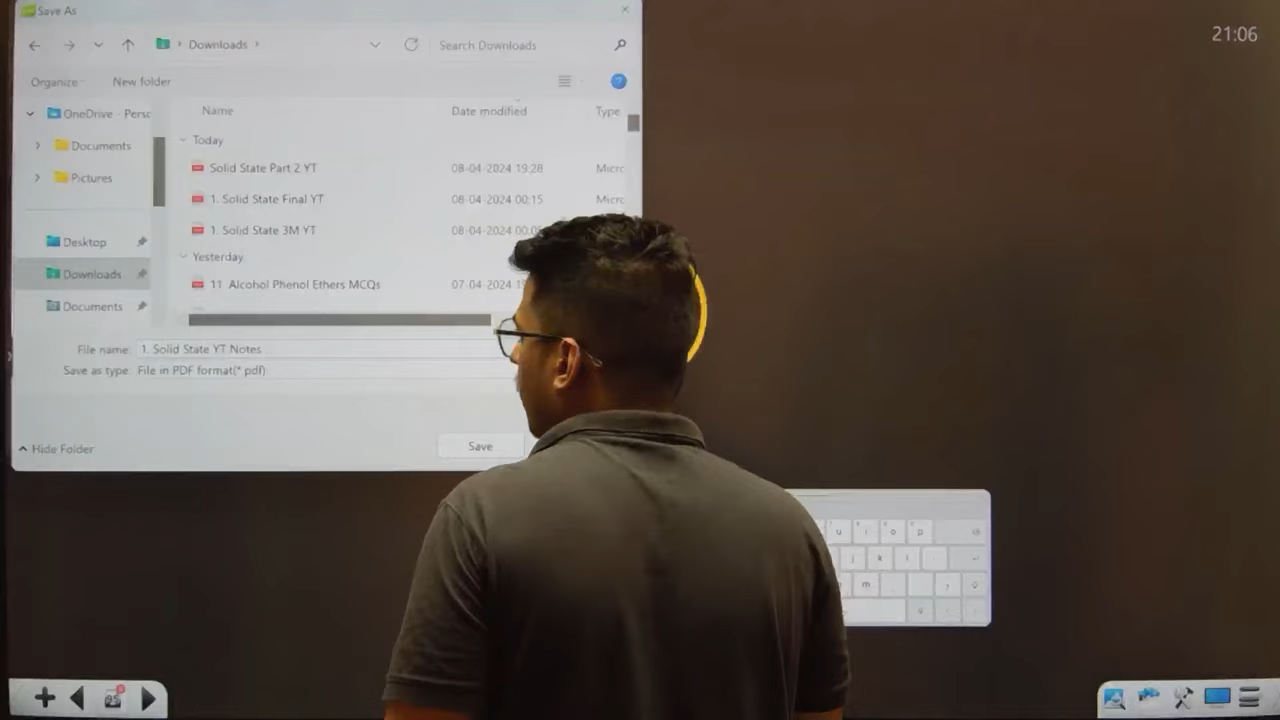 Save As
21:06
Downloads
Search Downloads
Organize
New folder
Name
Date modified
Type
OneDrive - Persc
Today
Documents
Solid State Part 2 YT
08-04-2024 19:28
Micrc
Pictures
1. Solid State Final YT
08-04-2024 00:15
Micrc
1. Solid State 3M YT
08-04-2024 00:0
Desktop
Yesterday
Downloads
11 Alcohol Phenol Ethers MCQs
07-04-2024 1
Documents
File name: 1. Solid State YT Notes
Save as type: File in PDF format(*.pdf)
Hide Folder
Save
u i o p
j k l
m